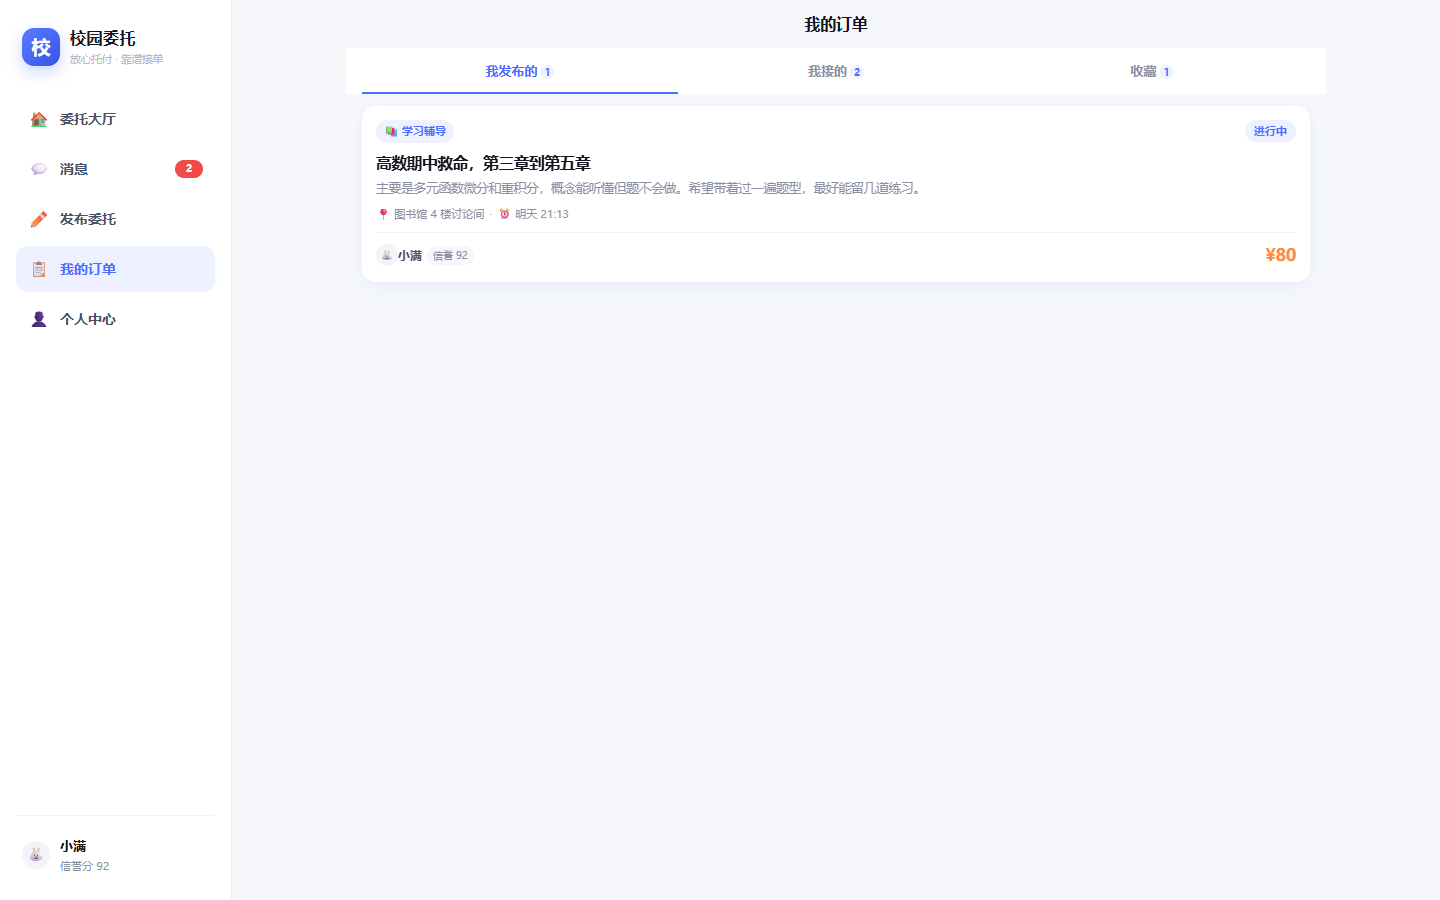 校
校园委托
放心托付 · 靠谱接单
委托大厅
消息 2
发布委托
我的订单
个人中心
小满
信誉分 92
我的订单
我发布的 1
我接的 2
收藏 1
学习辅导
进行中
高数期中救命，第三章到第五章
主要是多元函数微分和重积分，概念能听懂但题不会做。希望带着过一遍题型，最好能留几道练习。
图书馆 4 楼讨论间 · 明天 21:13
小满 信誉 92
¥80